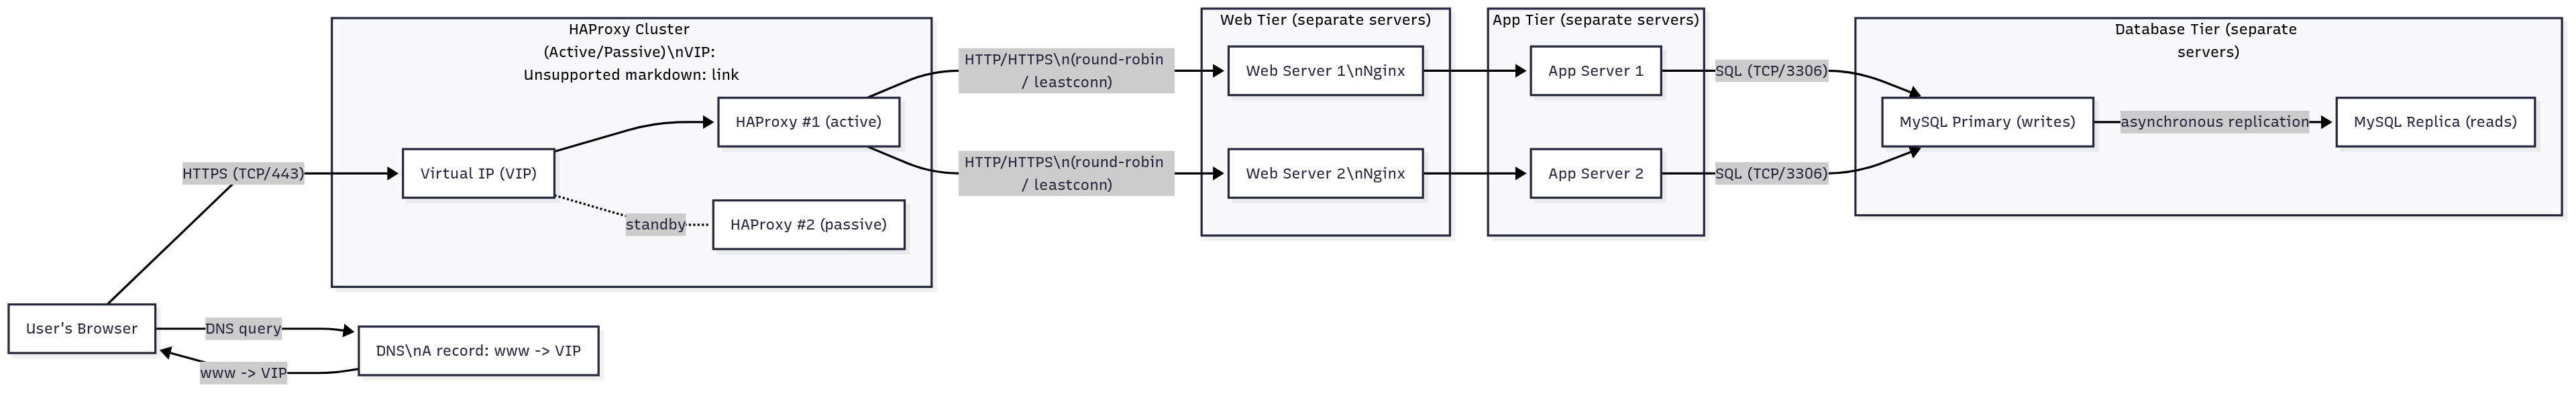 HAProxy Cluster
(Active/Passive)\nVIP:
Unsupported markdown: link
Web Tier (separate servers)
App Tier (separate servers)
Database Tier (separate
servers)
HTTP/HTTPS\n(round-robin
/ leastconn)
Web Server 1\nNginx
App Server 1
SQL (TCP/3306)
HAProxy #1 (active)
MySQL Primary (writes)
asynchronous replication
MySQL Replica (reads)
HTTPS (TCP/443)
Virtual IP (VIP)
HTTP/HTTPS\n(round-robin
/ leastconn)
Web Server 2\nNginx
App Server 2
SQL (TCP/3306)
standby
HAProxy #2 (passive)
User's Browser
DNS query
DNS\nA record: www -> VIP
www -> VIP